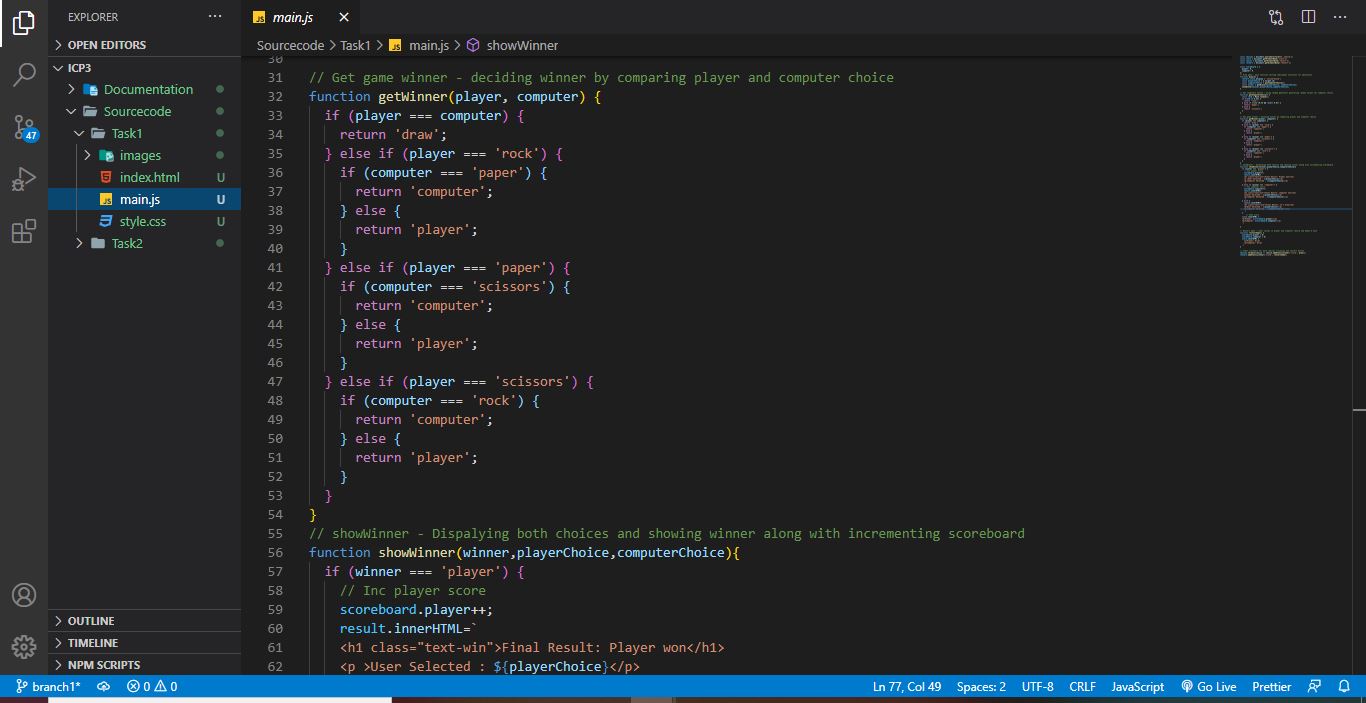 EXPLORER
OPEN EDITORS
ICP3
Documentation
Sourcecode
Task1
images
index.html U
JS main.js U
style.css U
Task2
OUTLINE
TIMELINE
NPM SCRIPTS
47
JS main.js
Sourcecode > Task1 > JS main.js > showWinner
30
31 // Get game winner - deciding winner by comparing player and computer choice
32 function getWinner(player, computer) {
33 if (player === computer) {
34 return 'draw';
35 } else if (player === 'rock') {
36 if (computer === 'paper') {
37 return 'computer';
38 } else {
39 return 'player';
40 }
41 } else if (player === 'paper') {
42 if (computer === 'scissors') {
43 return 'computer';
44 } else {
45 return 'player';
46 }
47 } else if (player === 'scissors') {
48 if (computer === 'rock') {
49 return 'computer';
50 } else {
51 return 'player';
52 }
53 }
54 }
55 // showWinner - Dispalying both choices and showing winner along with incrementing scoreboard
56 function showWinner(winner,playerChoice,computerChoice){
57 if (winner === 'player') {
58 // Inc player score
59 scoreboard.player++;
60 result.innerHTML=`
61 <h1 class="text-win">Final Result: Player won</h1>
62 <p >User Selected : ${playerChoice}</p>
branch1* 0 0 Ln 77, Col 49 Spaces: 2 UTF-8 CRLF JavaScript Go Live Prettier